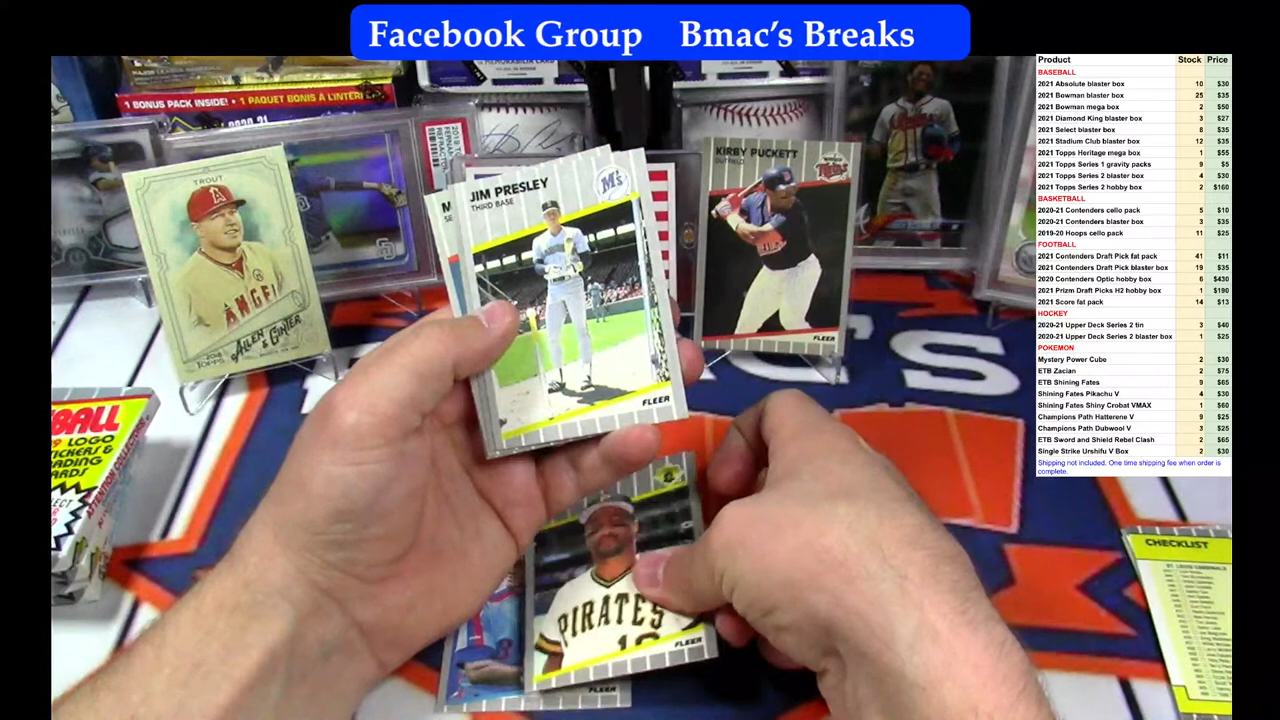 Facebook Group Bmac's Breaks
Product Stock Price
BASEBALL
2021 Absolute blaster box 10 $30
2021 Bowman blaster box 25 $35
2021 Bowman mega box 2 $50
2021 Diamond King blaster box 3 $27
2021 Select blaster box 8 $35
2021 Stadium Club blaster box 12 $35
2021 Topps Heritage mega box 1 $55
2021 Topps Series 1 gravity packs 9 $5
2021 Topps Series 2 blaster box 4 $30
2021 Topps Series 2 hobby box 2 $160
BASKETBALL
2020-21 Contenders cello pack 5 $10
2020-21 Contenders blaster box 3 $35
2019-20 Hoops cello pack 11 $25
FOOTBALL
2021 Contenders Draft Pick fat pack 41 $11
2021 Contenders Draft Pick blaster box 19 $35
2020 Contenders Optic hobby box 6 $430
2021 Prizm Draft Picks H2 hobby box 1 $190
2021 Score fat pack 14 $13
HOCKEY
2020-21 Upper Deck Series 2 tin 3 $40
2020-21 Upper Deck Series 2 blaster box 1 $25
POKEMON
Mystery Power Cube 2 $30
ETB Zacian 2 $75
ETB Shining Fates 9 $65
Shining Fates Pikachu V 4 $30
Shining Fates Shiny Crobat VMAX 1 $60
Champions Path Hatterene V 9 $25
Champions Path Dubwool V 3 $25
ETB Sword and Shield Rebel Clash 2 $65
Single Strike Urshifu V Box 2 $30
Shipping not included. One time shipping fee when order is
complete.
1 BONUS PACK INSIDE! • 1 PAQUET BONIS A L'INTERI
2020-21
TROUT
ANGE
2018
TOPPS
ALLEN & GINTER
M
SE
JIM PRESLEY
THIRD BASE
M's
FLEER
KIRBY PUCKETT
OUTFIELD
Twins
FLEER
PIRATES
FLEER
FLEER
BALL
LOGO
CHECKLIST